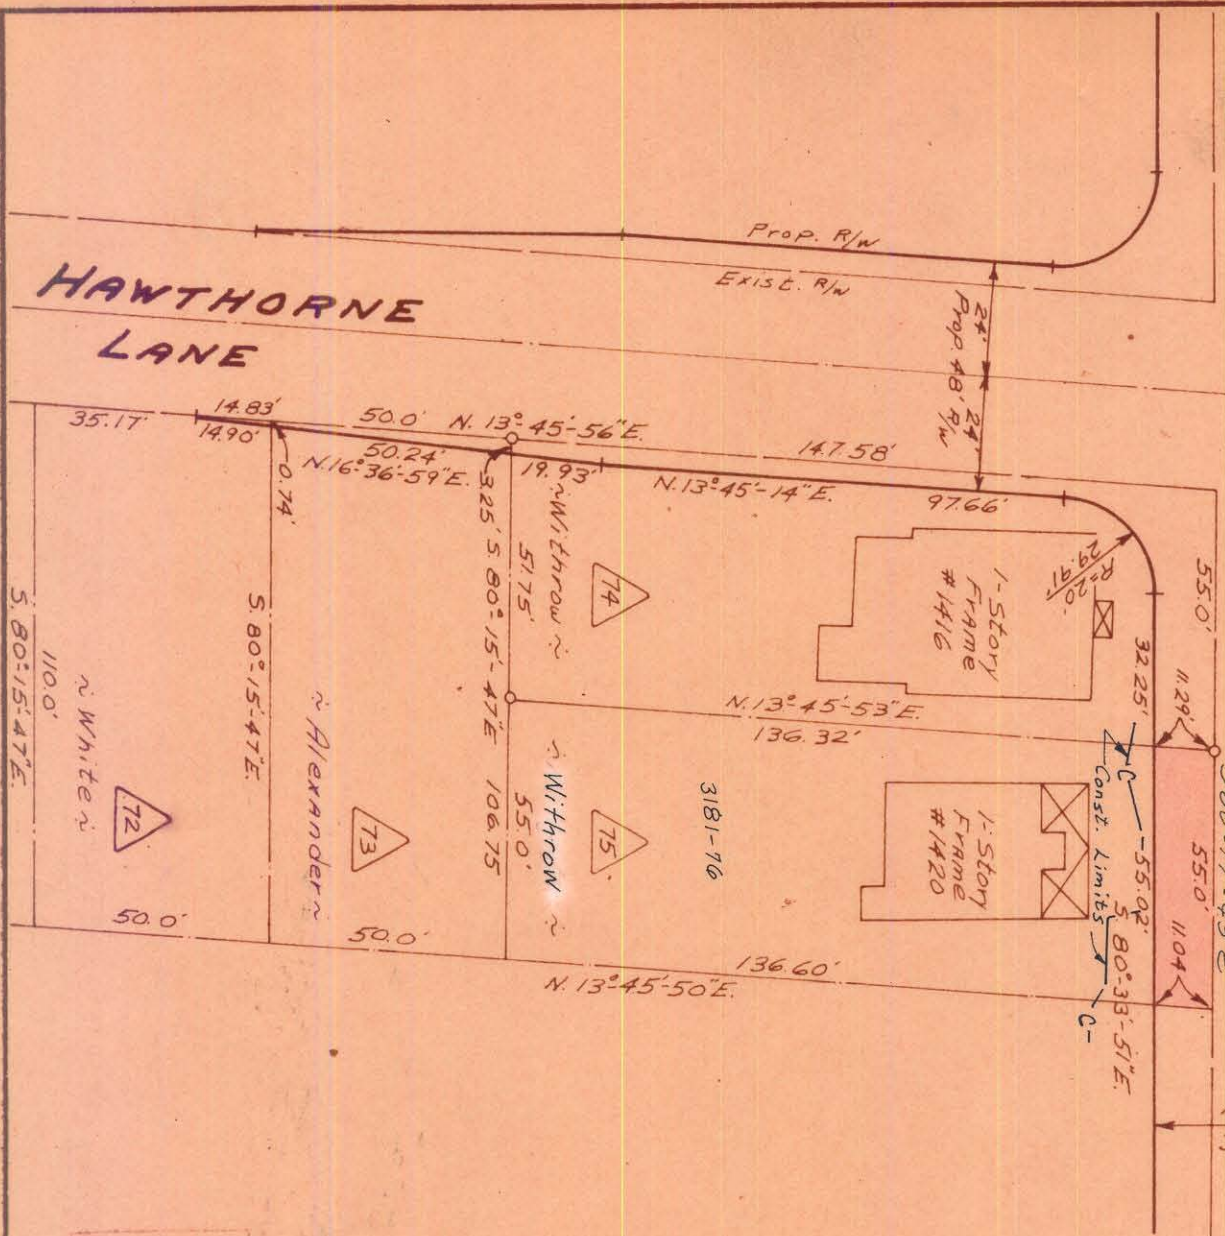 Prop. R/W
Exist. R/W
HAWTHORNE
LANE
24'
24'
Prop 48' R/W
35.17'
14.83'
14.90'
0.74'
50.0'
N. 13°-45'-56"E.
147.58'
50.24'
N.16°-36'-59"E.
19.93'
N.13°-45'-14"E.
97.66'
R=20'
29.91'
3.25'
S. 80°-15'-47"E
106.75
51.75'
55.0'
~Withrow~
74
1-Story
Frame
#1416
55.0'
11.29'
32.25'
N.13°-45'-53"E.
136.32'
S. 80°-15'-47"E.
110.0'
~ White ~
72
S. 80°-15'-47"E.
~ Alexander ~
73
~ Withrow ~
75
3181-76
1-Story
Frame
#1420
C
55.02'
S. 80°-33'-51"E.
Const. Limits
C-
55.0'
11.04'
50.0'
50.0'
136.60'
N. 13°-45'-50"E.